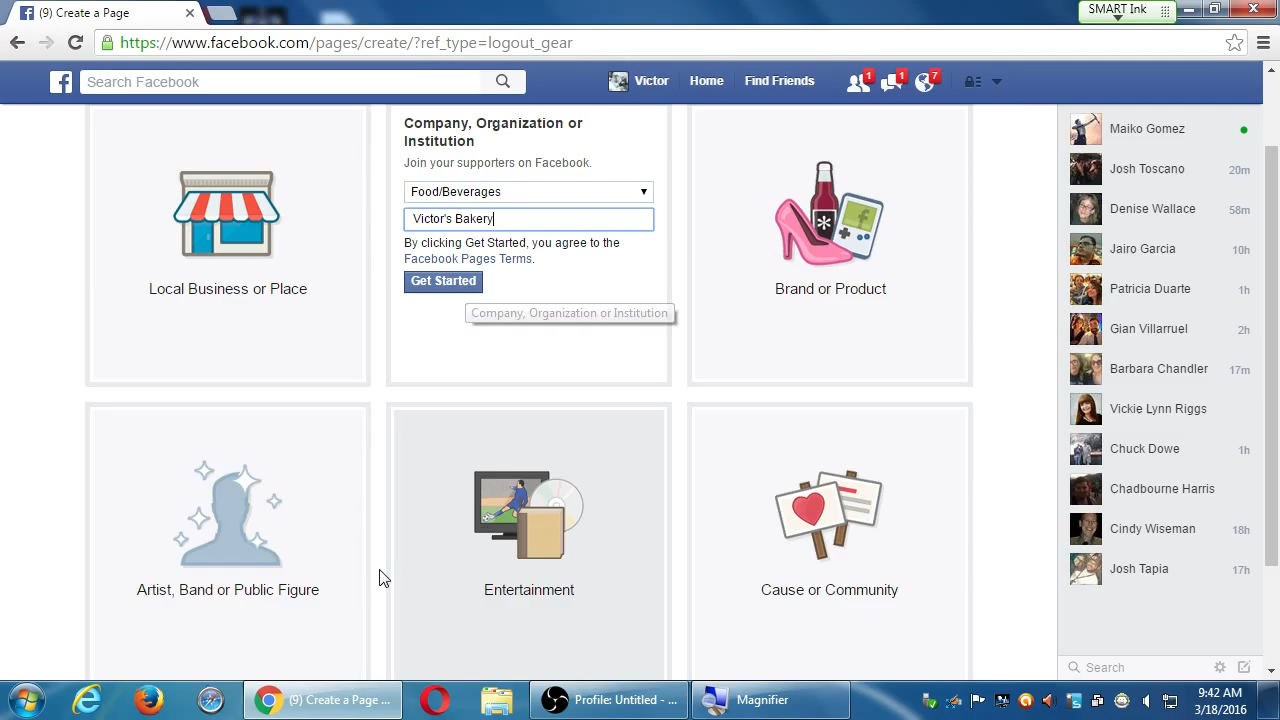 (9) Create a Page
SMART Ink
https://www.facebook.com/pages/create/?ref_type=logout_gear
Search Facebook
Victor
Home
Find Friends
1
1
7
Company, Organization or
Institution
Join your supporters on Facebook.
Food/Beverages
Victor's Bakery
By clicking Get Started, you agree to the
Facebook Pages Terms.
Get Started
Company, Organization or Institution
Local Business or Place
Brand or Product
Artist, Band or Public Figure
Entertainment
Cause or Community
Maiko Gomez
Josh Toscano 20m
Denise Wallace 58m
Jairo Garcia 10h
Patricia Duarte 1h
Gian Villarruel 2h
Barbara Chandler 17m
Vickie Lynn Riggs
Chuck Dowe 1h
Chadbourne Harris
Cindy Wiseman 18h
Josh Tapia 17h
Search
(9) Create a Page ...
Profile: Untitled - ...
Magnifier
9:42 AM
3/18/2016